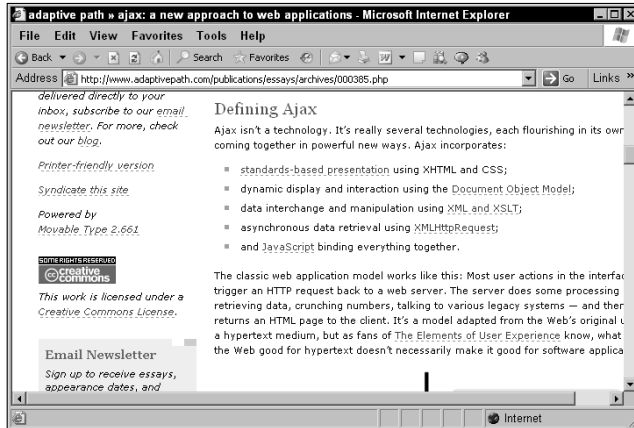 adaptive path » ajax: a new approach to web applications - Microsoft Internet Explorer
File Edit View Favorites Tools Help
Back Search Favorites
Address http://www.adaptivepath.com/publications/essays/archives/000385.php Go Links »
delivered directly to your
inbox, subscribe to our email
newsletter. For more, check
out our blog.
Printer-friendly version
Syndicate this site
Powered by
Movable Type 2.661
SOME RIGHTS RESERVED
cc creative
commons
This work is licensed under a
Creative Commons License.
Email Newsletter
Sign up to receive essays,
appearance dates, and
Defining Ajax
Ajax isn't a technology. It's really several technologies, each flourishing in its own
coming together in powerful new ways. Ajax incorporates:
standards-based presentation using XHTML and CSS;
dynamic display and interaction using the Document Object Model;
data interchange and manipulation using XML and XSLT;
asynchronous data retrieval using XMLHttpRequest;
and JavaScript binding everything together.
The classic web application model works like this: Most user actions in the interfac
trigger an HTTP request back to a web server. The server does some processing
retrieving data, crunching numbers, talking to various legacy systems — and then
returns an HTML page to the client. It's a model adapted from the Web's original u
a hypertext medium, but as fans of The Elements of User Experience know, what
the Web good for hypertext doesn't necessarily make it good for software applica
Internet